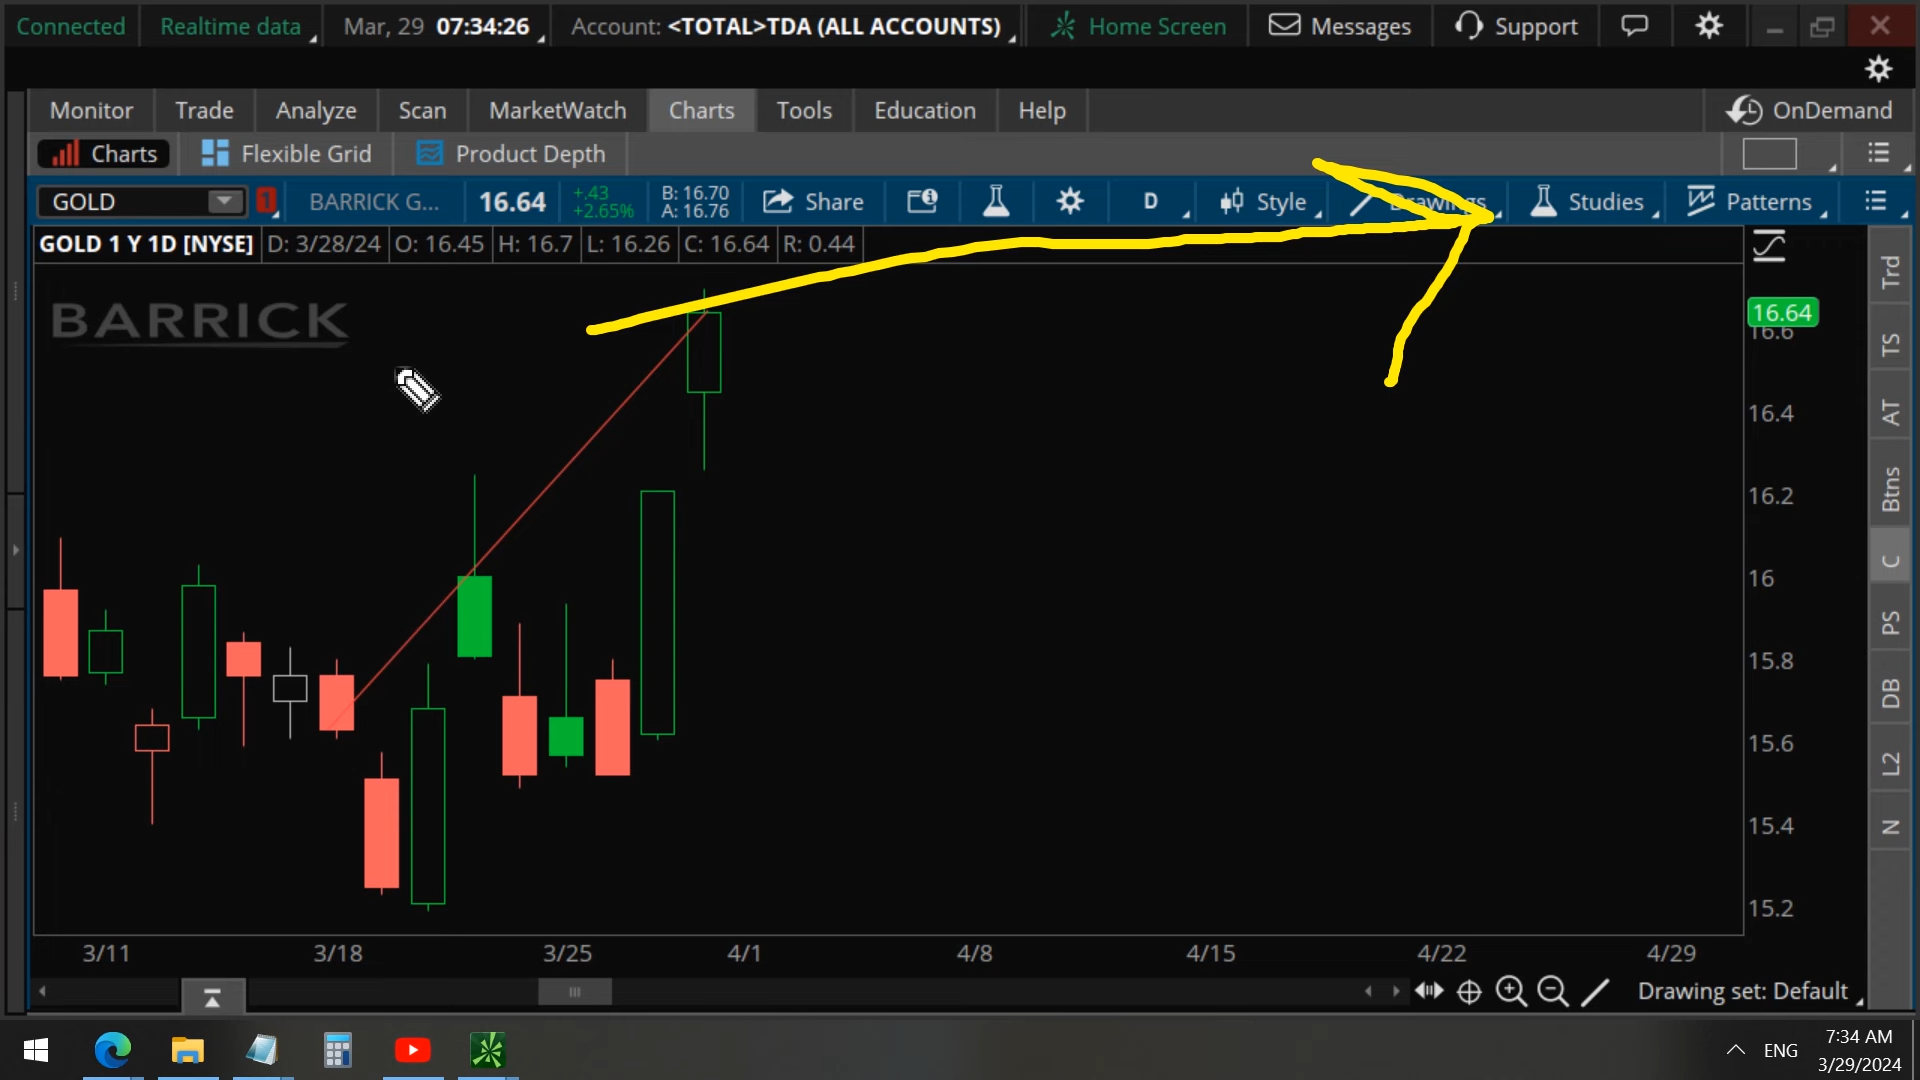 Connected Realtime data Mar, 29 07:34:26 Account: <TOTAL>TDA (ALL ACCOUNTS) Home Screen Messages Support
Monitor Trade Analyze Scan MarketWatch Charts Tools Education Help OnDemand
Charts Flexible Grid Product Depth
GOLD 1 BARRICK G... 16.64 +.43 +2.65% B: 16.70 A: 16.76 Share D Style Drawings Studies Patterns
GOLD 1 Y 1D [NYSE] D: 3/28/24 O: 16.45 H: 16.7 L: 16.26 C: 16.64 R: 0.44
BARRICK
16.64
16.6
16.4
16.2
16
15.8
15.6
15.4
15.2
Trd
TS
AT
Btns
C
PS
DB
L2
N
3/11 3/18 3/25 4/1 4/8 4/15 4/22 4/29
Drawing set: Default
ENG 7:34 AM
3/29/2024